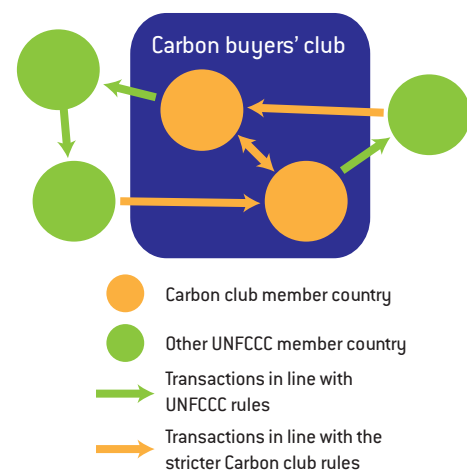 Carbon buyers’ club
Carbon club member country
Other UNFCCC member country
Transactions in line with
UNFCCC rules
Transactions in line with the
stricter Carbon club rules